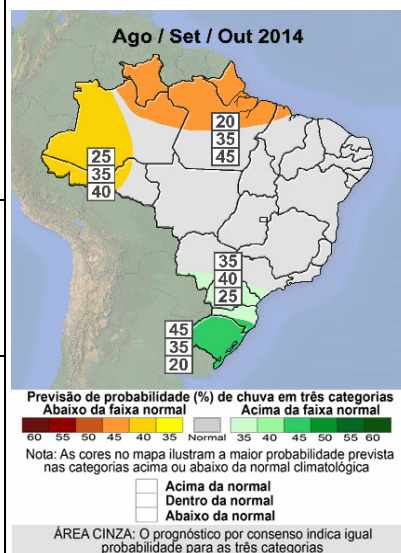 Ago / Set / Out 2014
20
35
45
25
35
40
35
40
25
45
35
20
Previsão de probabilidade (%) de chuva em três categorias
Abaixo da faixa normal Acima da faixa normal
60 55 50 45 40 35 Normal 35 40 45 50 55 60
Nota: As cores no mapa ilustram a maior probabilidade prevista
nas categorias acima ou abaixo da normal climatológica
Acima da normal
Dentro da normal
Abaixo da normal
ÁREA CINZA: O prognóstico por consenso indica igual
probabilidade para as três categorias